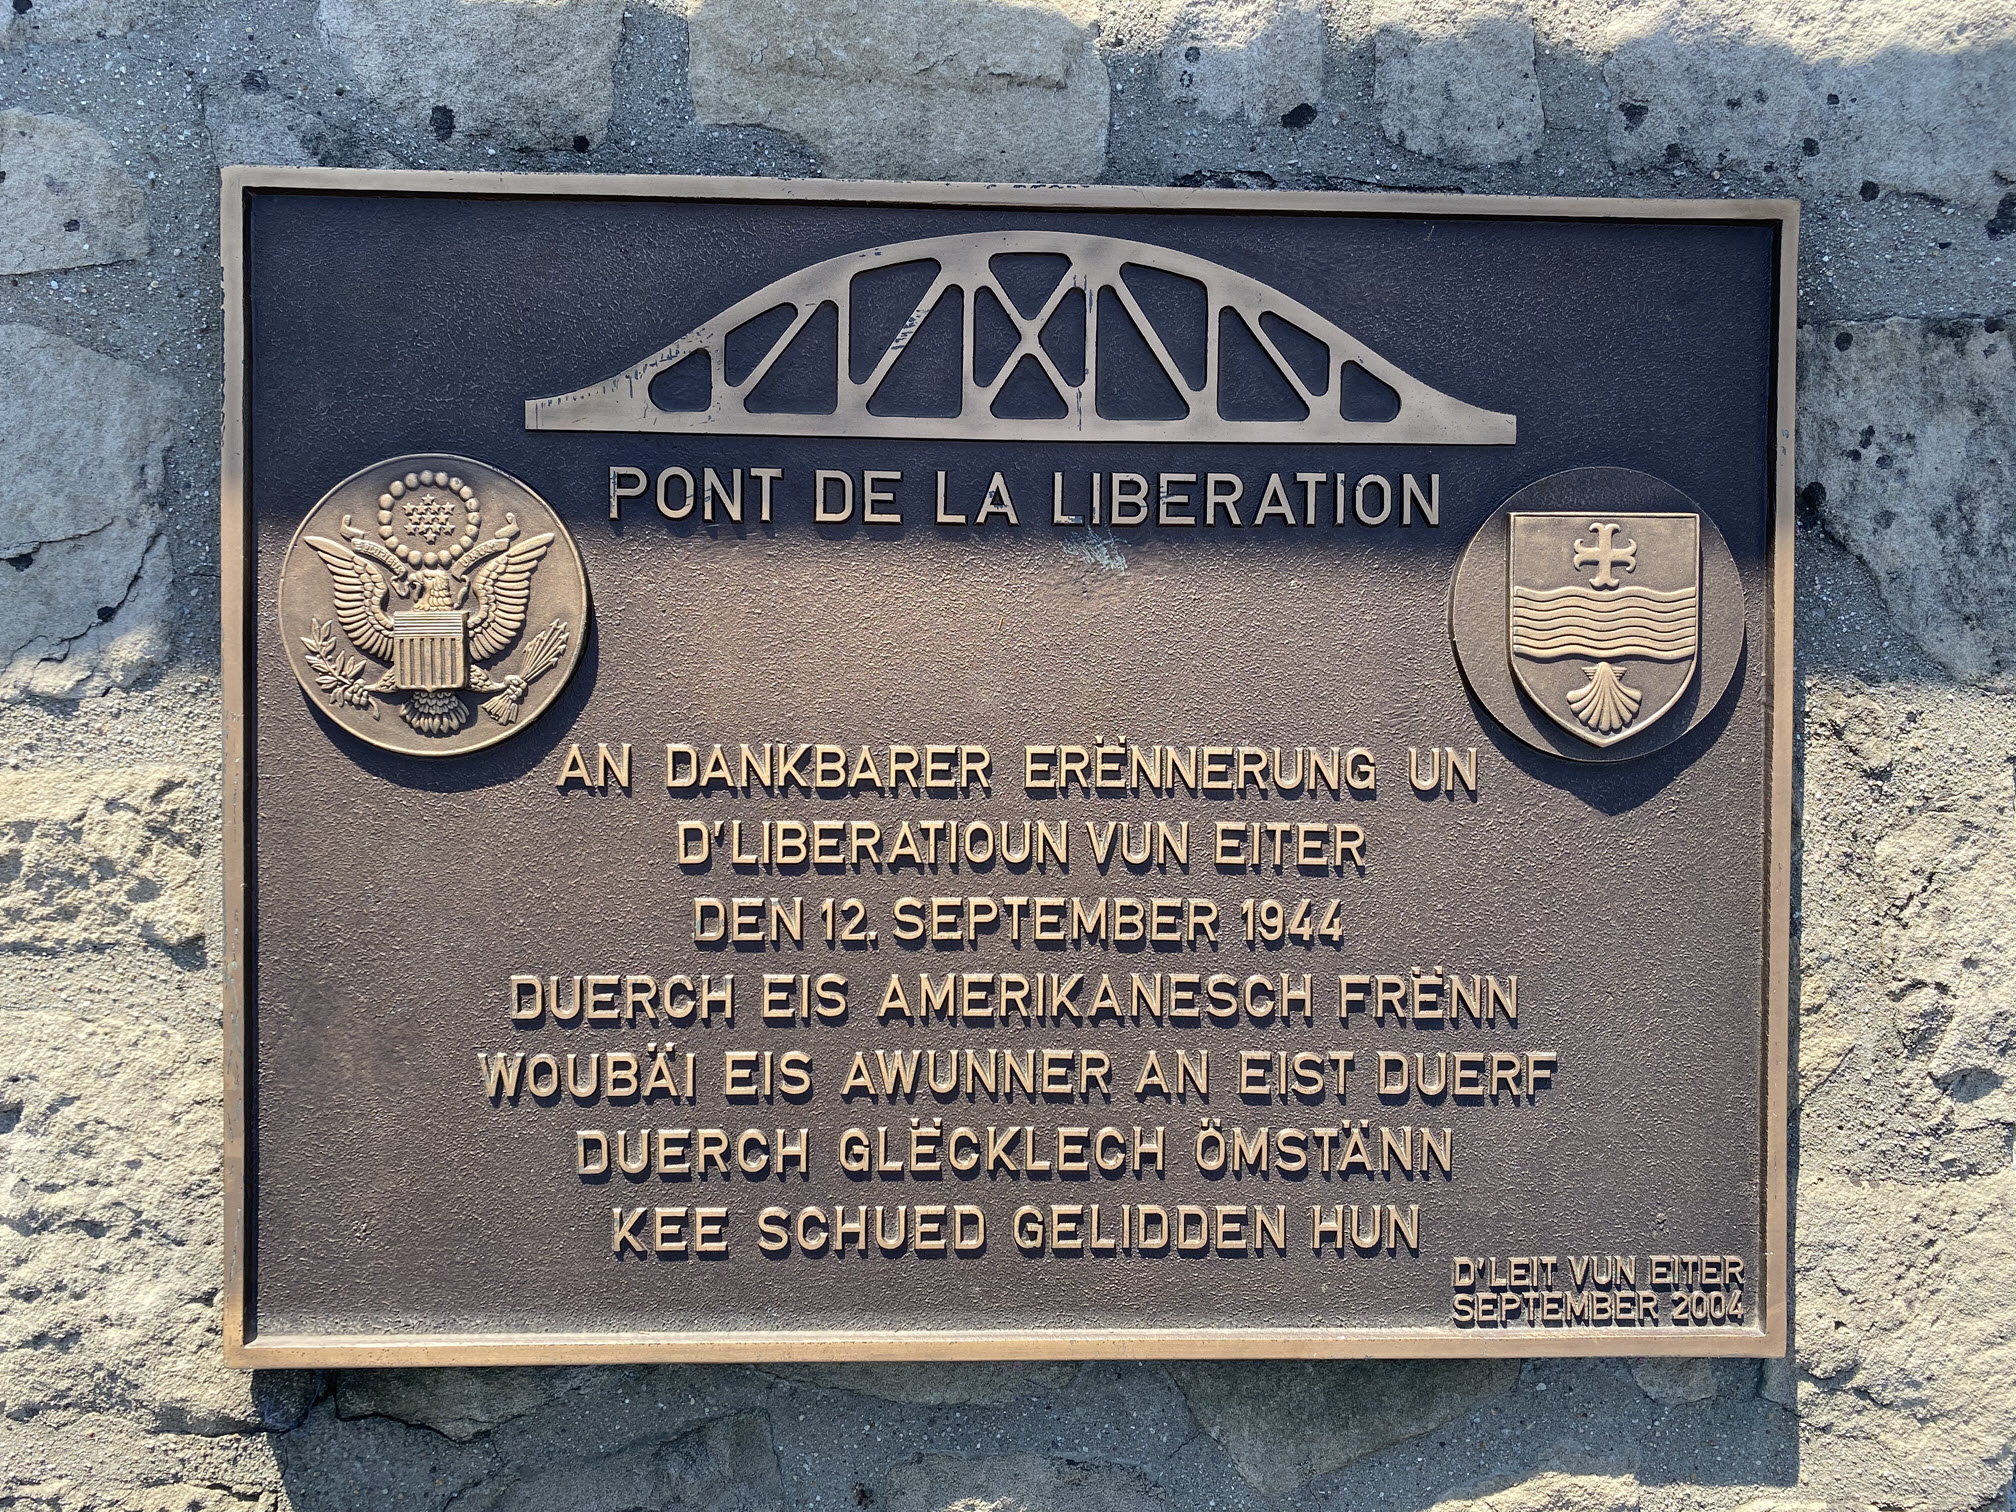 PONT DE LA LIBERATION
AN DANKBARER ERËNNERUNG UN
D'LIBERATIOUN VUN EITER
DEN 12. SEPTEMBER 1944
DUERCH EIS AMERIKANESCH FRËNN
WOUBÄI EIS AWUNNER AN EIST DUERF
DUERCH GLËCKLECH ÖMSTÄNN
KEE SCHUED GELIDDEN HUN
D'LEIT VUN EITER
SEPTEMBER 2004